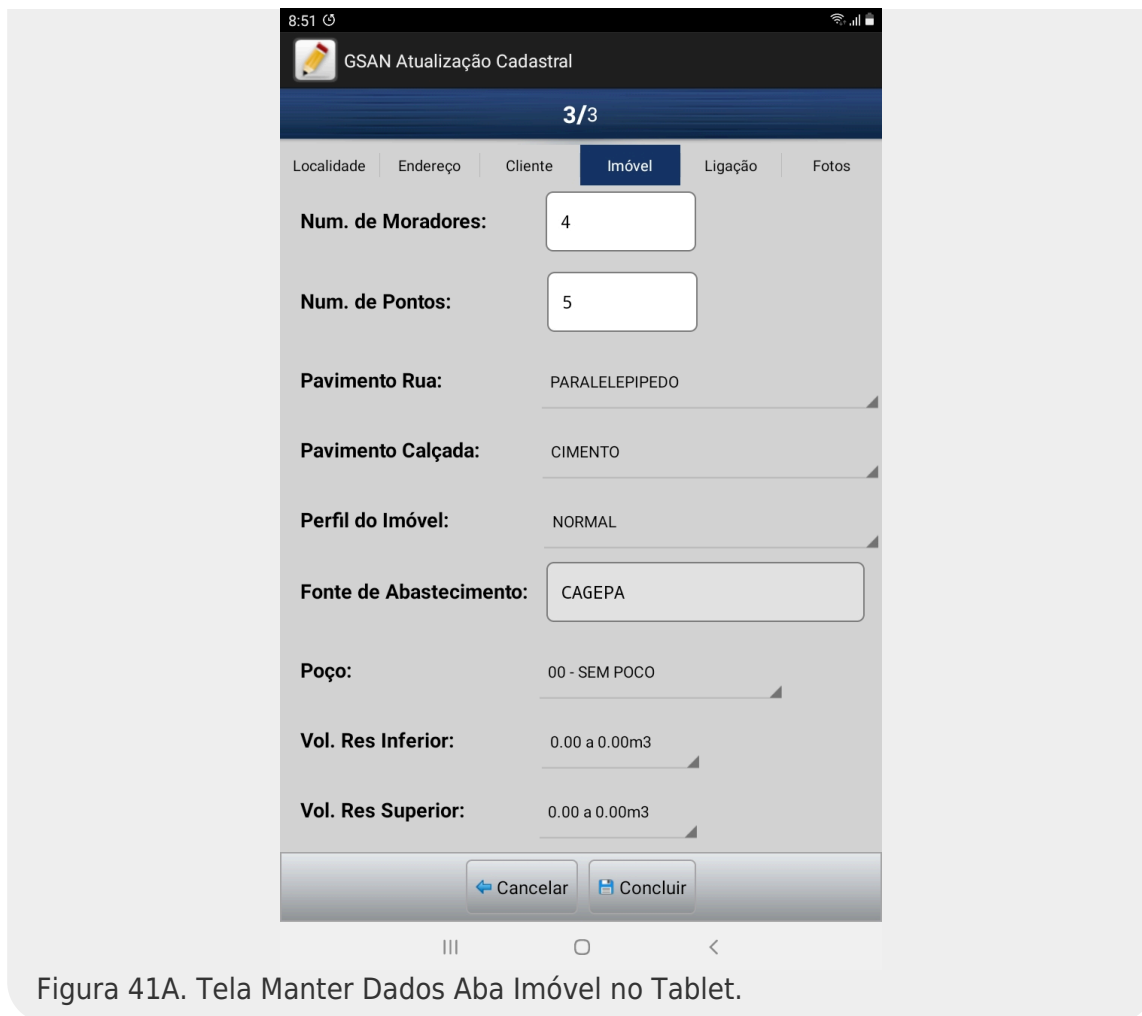 8:51
GSAN Atualização Cadastral
3/3
Localidade Endereço Cliente Imóvel Ligação Fotos
Num. de Moradores: 4
Num. de Pontos: 5
Pavimento Rua: PARALELEPIPEDO
Pavimento Calçada: CIMENTO
Perfil do Imóvel: NORMAL
Fonte de Abastecimento: CAGEPA
Poço: 00 - SEM POCO
Vol. Res Inferior: 0.00 a 0.00m3
Vol. Res Superior: 0.00 a 0.00m3
Cancelar Concluir
Figura 41A. Tela Manter Dados Aba Imóvel no Tablet.